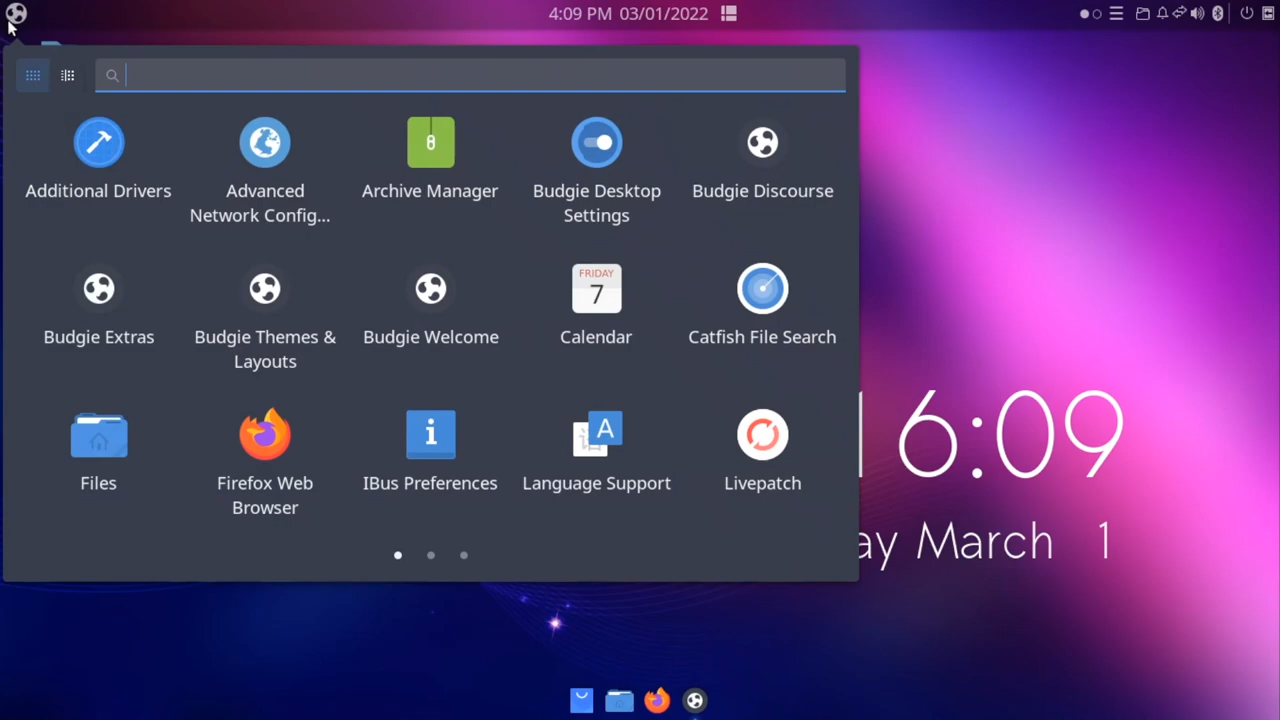 4:09 PM 03/01/2022
Additional Drivers
Advanced
Network Config...
Archive Manager
Budgie Desktop
Settings
Budgie Discourse
Budgie Extras
Budgie Themes &
Layouts
Budgie Welcome
FRIDAY
7
Calendar
Catfish File Search
Files
Firefox Web
Browser
i
IBus Preferences
A
Language Support
Livepatch
6:09
ay March 1